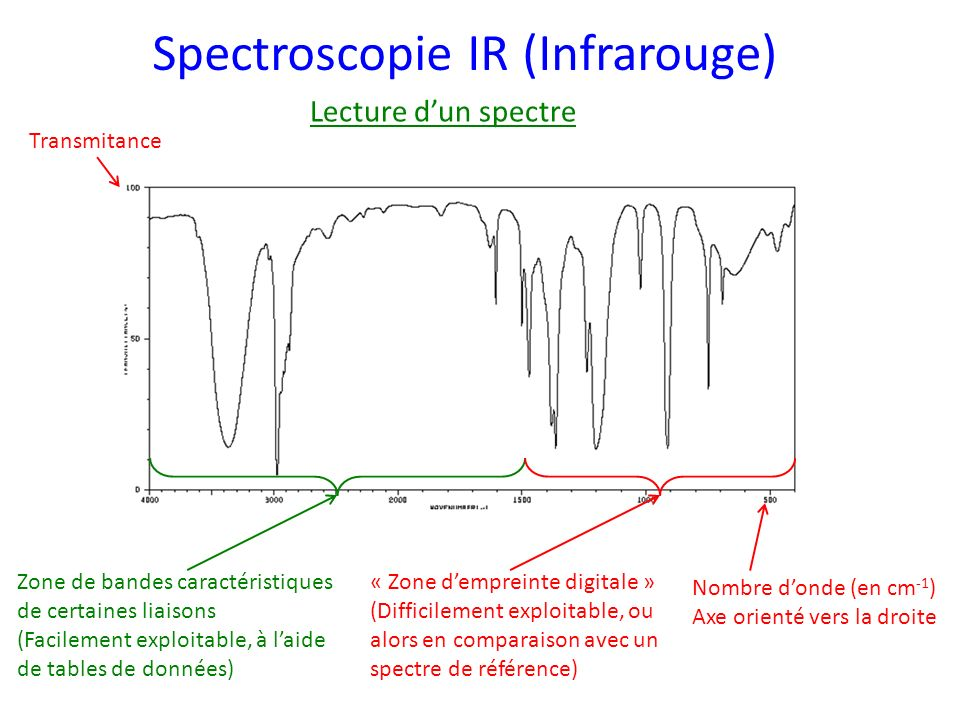 Spectroscopie IR (Infrarouge)
Lecture d’un spectre
Transmitance
100
50
0
4000 3000 2000 1500 1000 500
Zone de bandes caractéristiques
de certaines liaisons
(Facilement exploitable, à l’aide
de tables de données)
« Zone d’empreinte digitale »
(Difficilement exploitable, ou
alors en comparaison avec un
spectre de référence)
Nombre d’onde (en cm-1)
Axe orienté vers la droite